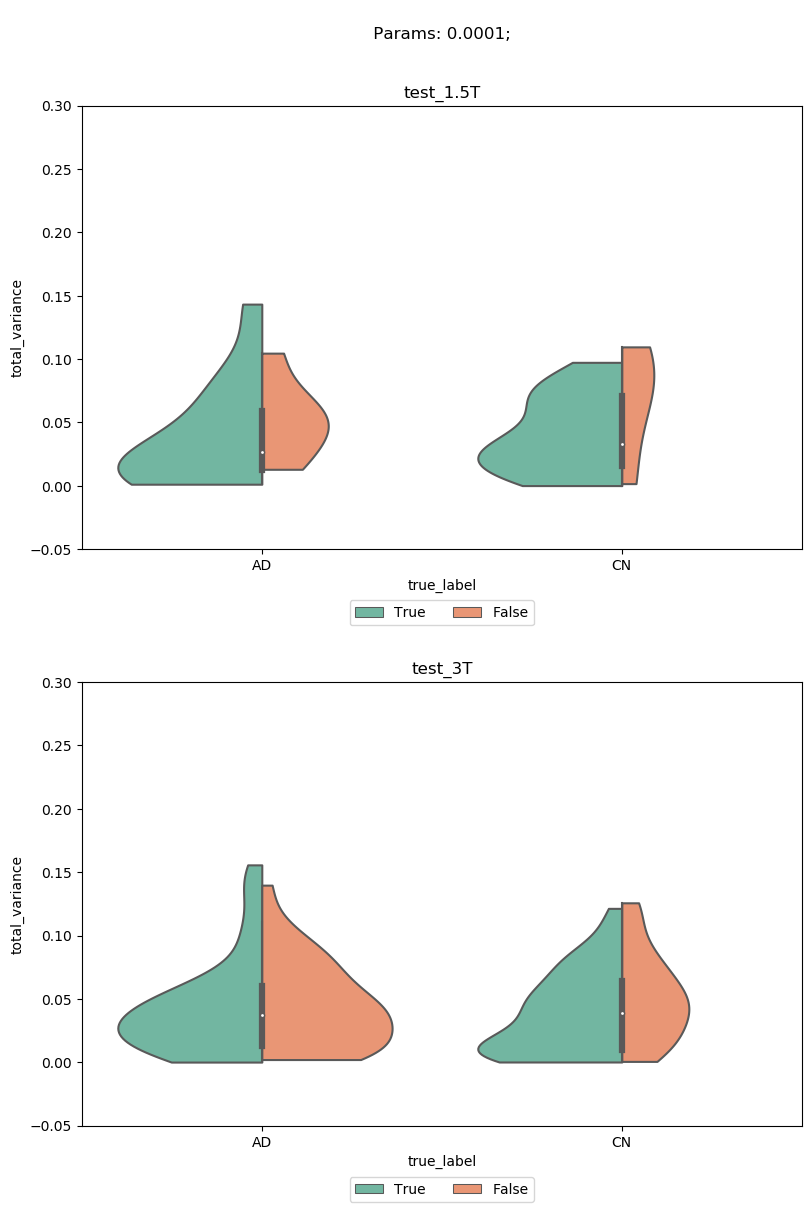 Params: 0.0001;
test_1.5T
0.30
0.25
0.20
0.15
0.10
0.05
0.00
−0.05
total_variance
AD CN
true_label
True False
test_3T
0.30
0.25
0.20
0.15
0.10
0.05
0.00
−0.05
total_variance
AD CN
true_label
True False